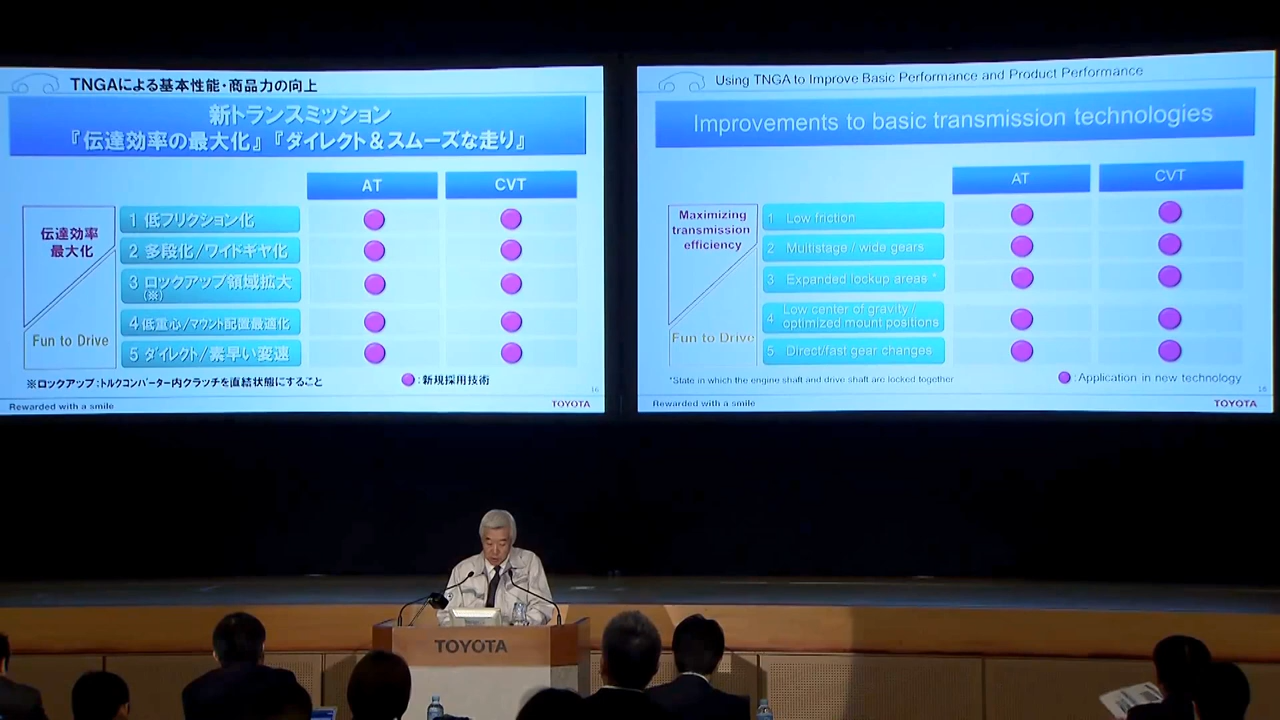 TNGAによる基本性能・商品力の向上
新トランスミッション
『伝達効率の最大化』『ダイレクト＆スムーズな走り』
AT
CVT
伝達効率
最大化
Fun to Drive
1 低フリクション化
2 多段化/ワイドギヤ化
3 ロックアップ領域拡大
(※)
4 低重心/マウント配置最適化
5 ダイレクト/素早い変速
※ロックアップ:トルクコンバーター内クラッチを直結状態にすること
:新規採用技術
16
Rewarded with a smile
TOYOTA
Using TNGA to Improve Basic Performance and Product Performance
Improvements to basic transmission technologies
AT
CVT
Maximizing
transmission
efficiency
Fun to Drive
1 Low friction
2 Multistage / wide gears
3 Expanded lockup areas *
4 Low center of gravity /
optimized mount positions
5 Direct/fast gear changes
*State in which the engine shaft and drive shaft are locked together
:Application in new technology
16
Rewarded with a smile
TOYOTA
TOYOTA